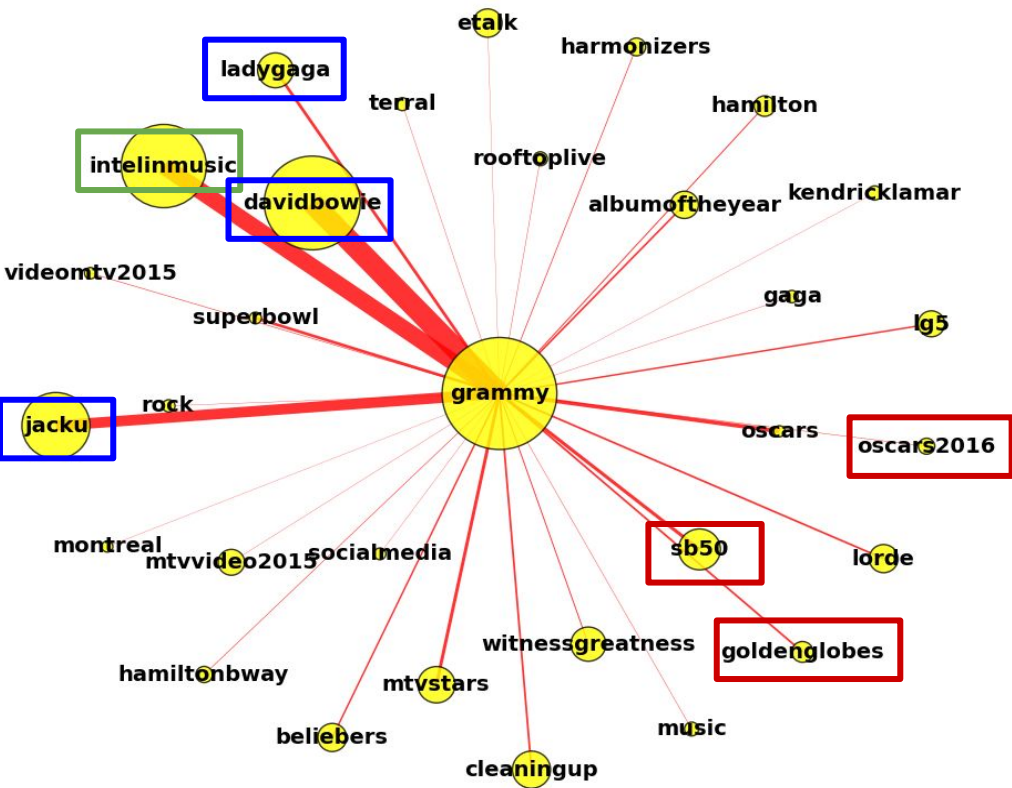 etalk
harmonizers
ladygaga
terral
hamilton
intelinmusic
rooftoplive
davidbowie
albumoftheyear
kendricklamar
videomtv2015
superbowl
gaga
lg5
rock
grammy
jacku
oscars
oscars2016
montreal
mtvvideo2015
socialmedia
sb50
lorde
hamiltonbway
mtvstars
witnessgreatness
goldenglobes
beliebers
music
cleaningup